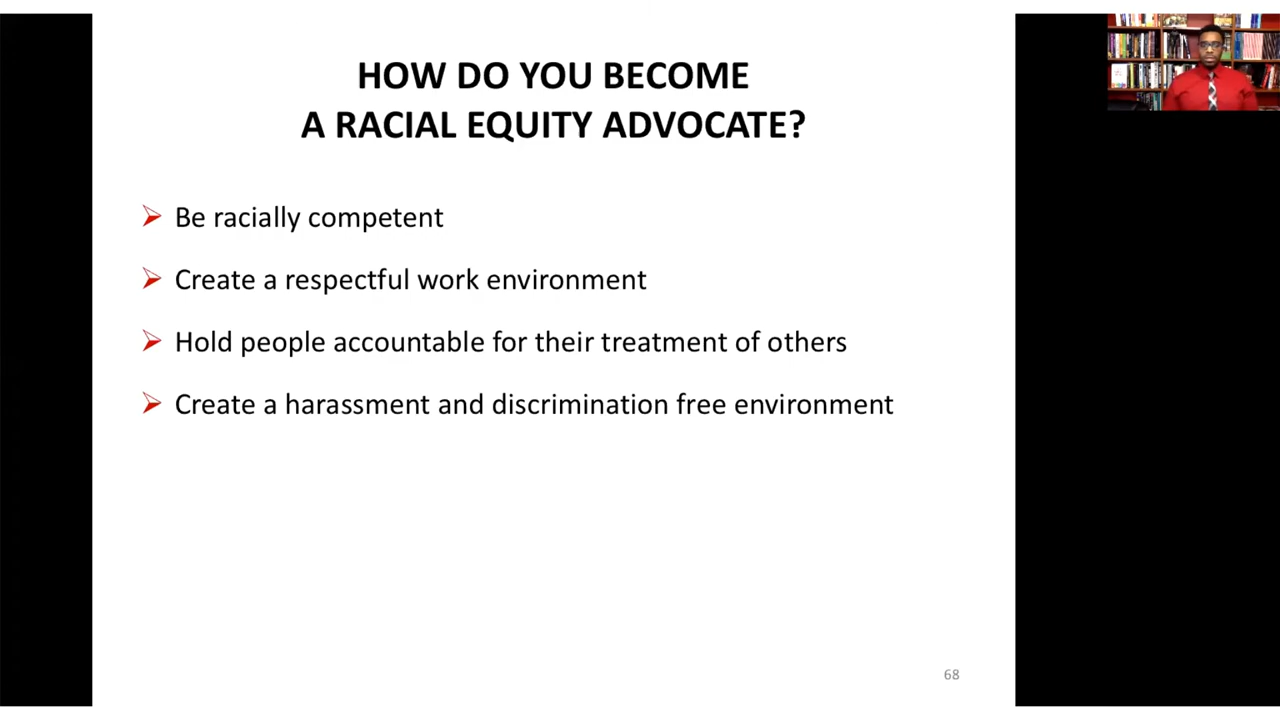 HOW DO YOU BECOME
A RACIAL EQUITY ADVOCATE?
Be racially competent
Create a respectful work environment
Hold people accountable for their treatment of others
Create a harassment and discrimination free environment
68